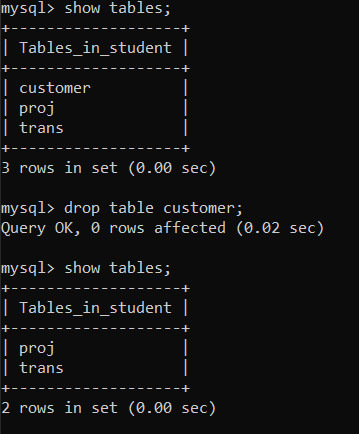 mysql> show tables;
+-------------------+
| Tables_in_student |
+-------------------+
| customer          |
| proj              |
| trans             |
+-------------------+
3 rows in set (0.00 sec)

mysql> drop table customer;
Query OK, 0 rows affected (0.02 sec)

mysql> show tables;
+-------------------+
| Tables_in_student |
+-------------------+
| proj              |
| trans             |
+-------------------+
2 rows in set (0.00 sec)